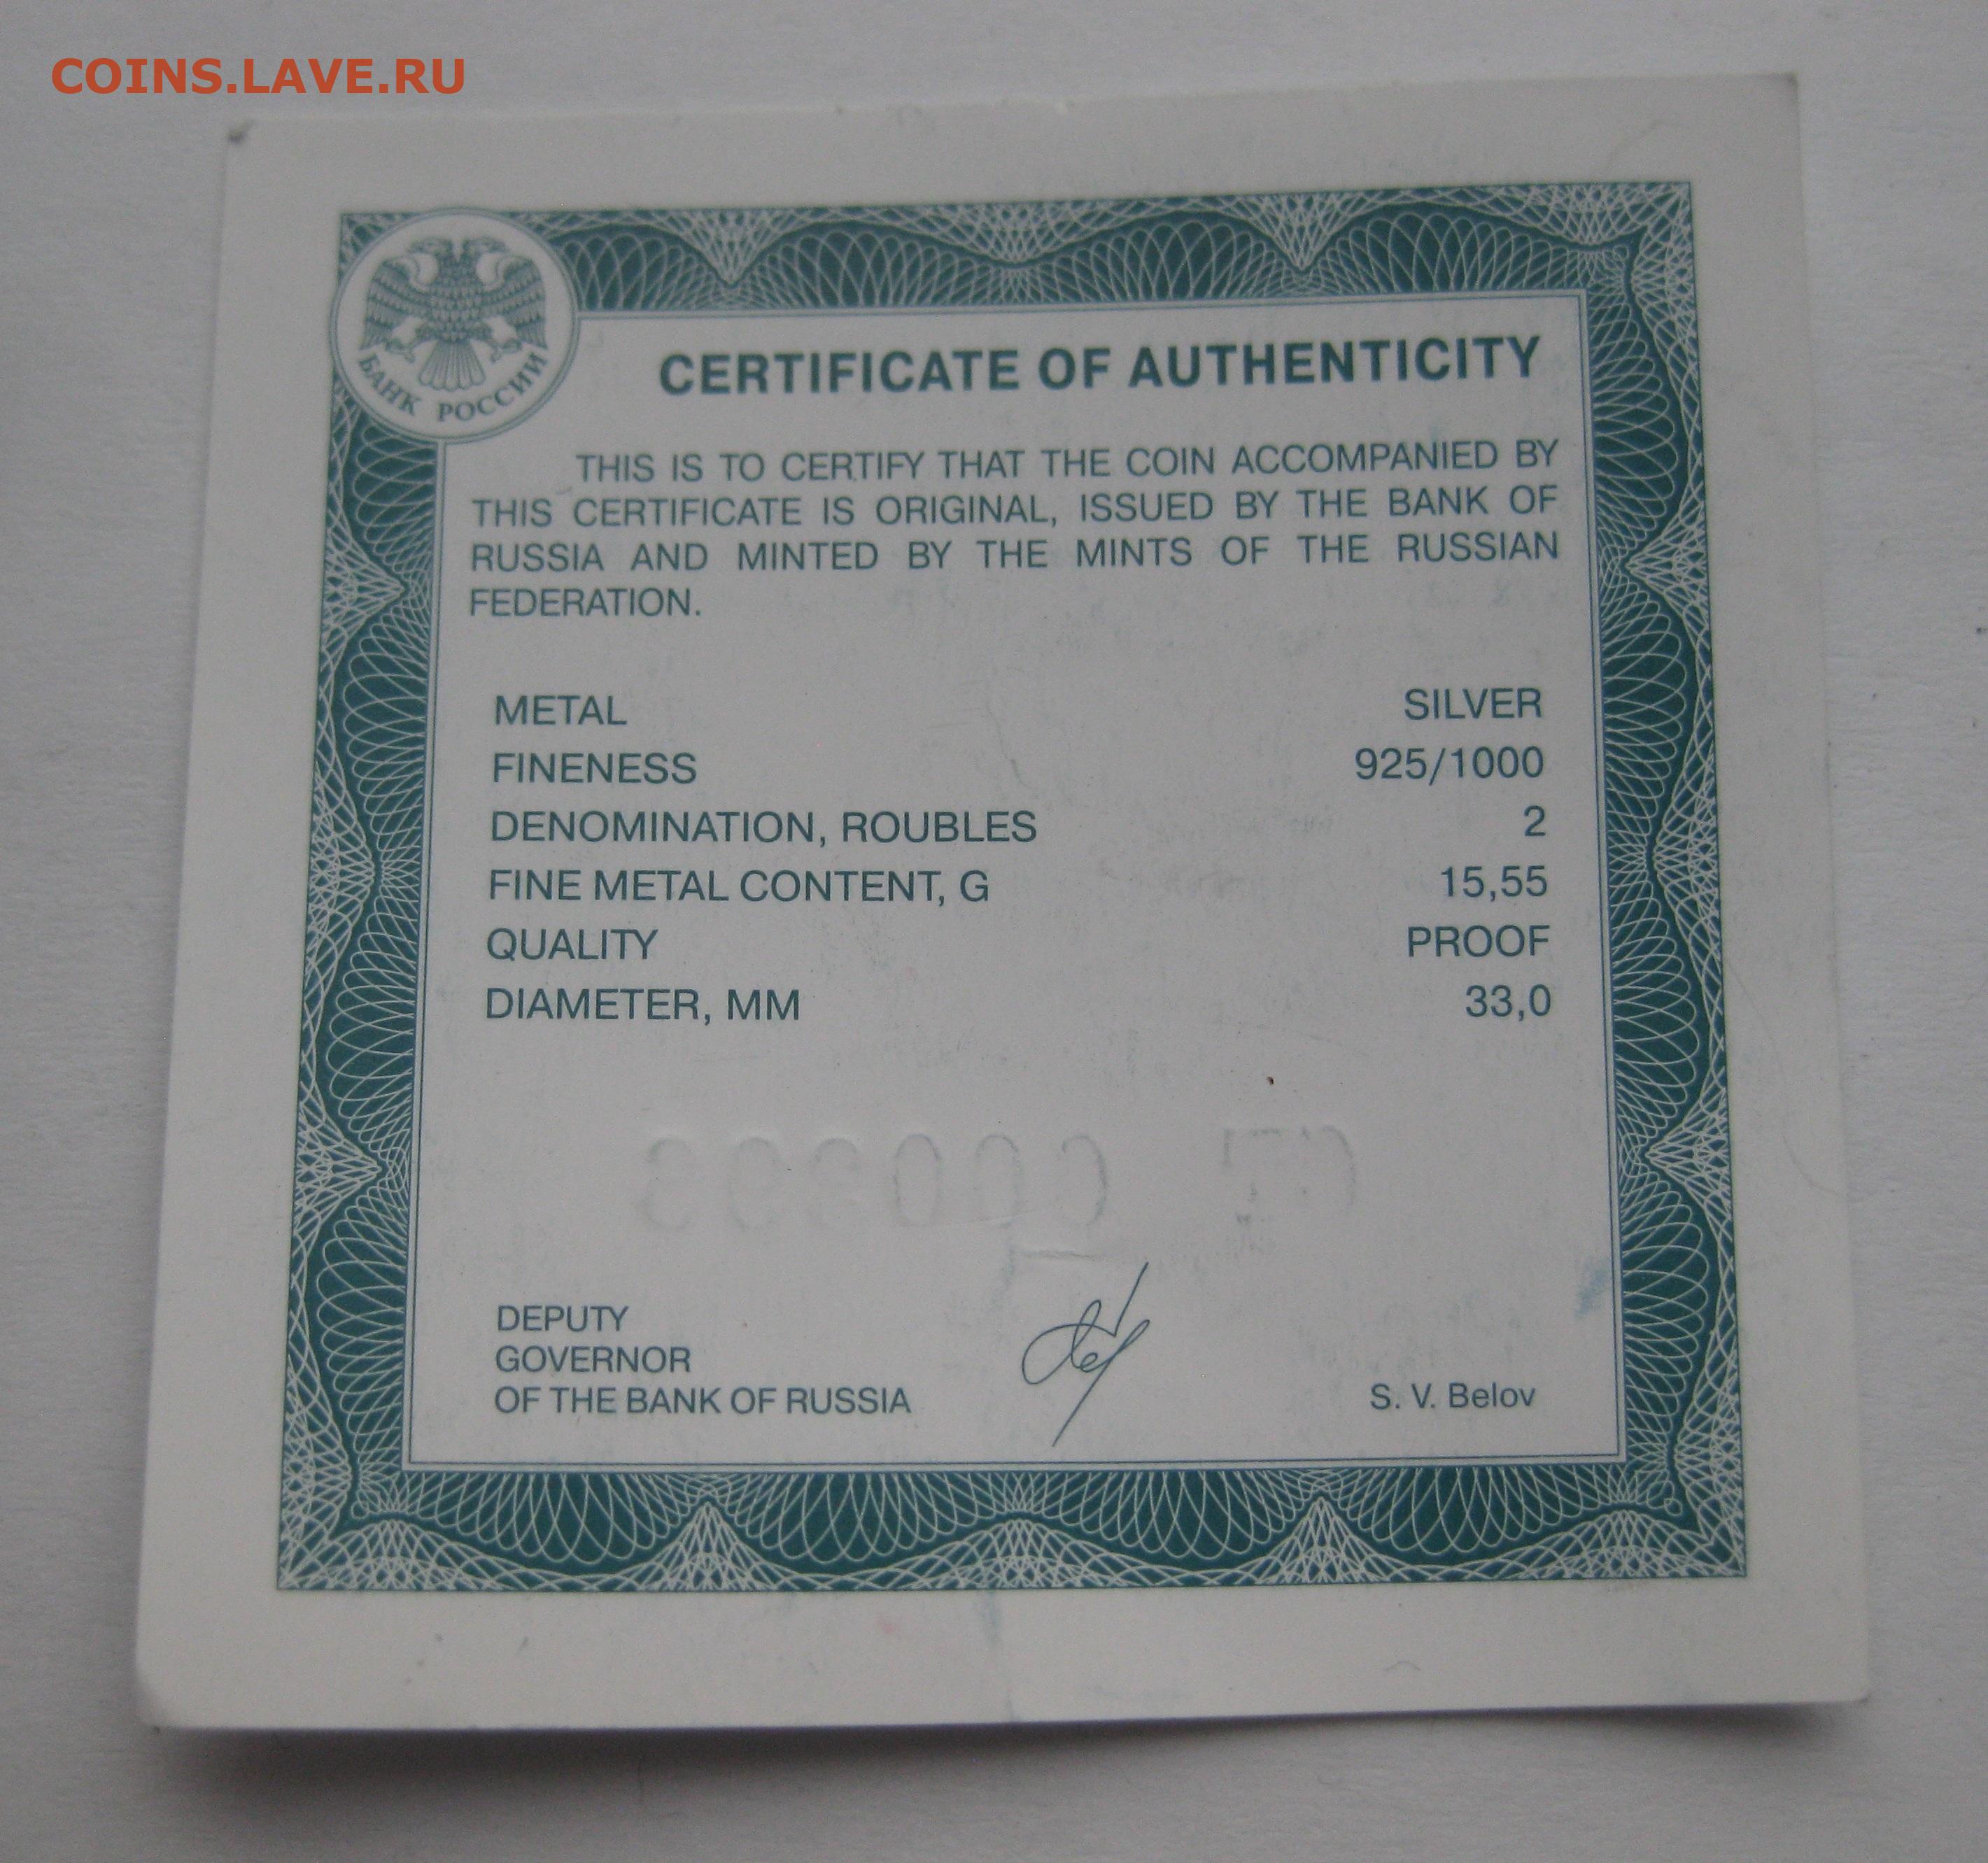 COINS.LAVE.RU
БАНК РОССИИ
CERTIFICATE OF AUTHENTICITY
THIS IS TO CERTIFY THAT THE COIN ACCOMPANIED BY
THIS CERTIFICATE IS ORIGINAL, ISSUED BY THE BANK OF
RUSSIA AND MINTED BY THE MINTS OF THE RUSSIAN
FEDERATION.
METAL SILVER
FINENESS 925/1000
DENOMINATION, ROUBLES 2
FINE METAL CONTENT, G 15,55
QUALITY PROOF
DIAMETER, MM 33,0
DEPUTY
GOVERNOR
OF THE BANK OF RUSSIA S. V. Belov